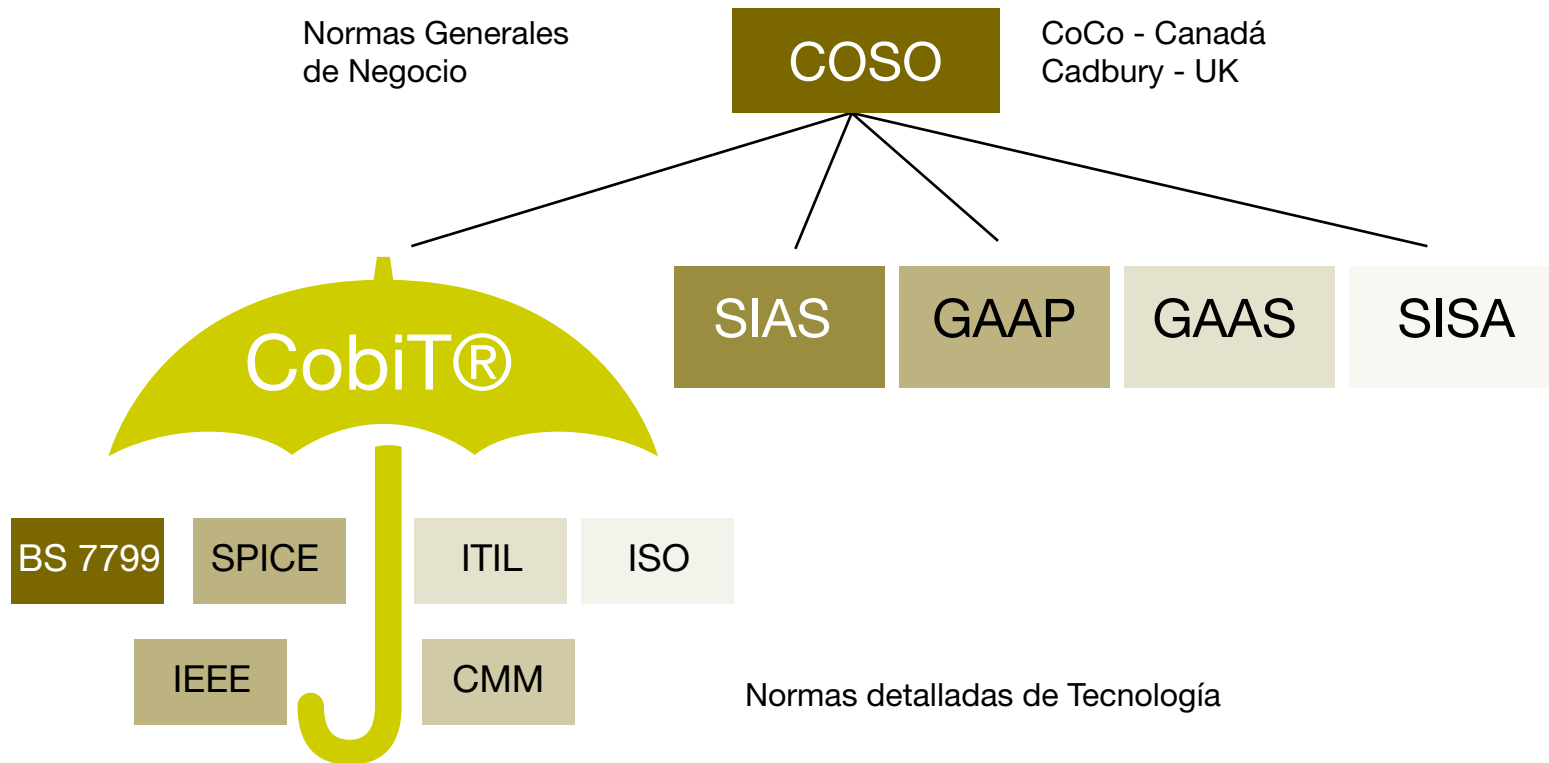 Normas Generales
de Negocio
COSO
CoCo - Canadá
Cadbury - UK
CobiT®
SIAS
GAAP
GAAS
SISA
BS 7799
SPICE
ITIL
ISO
IEEE
CMM
Normas detalladas de Tecnología